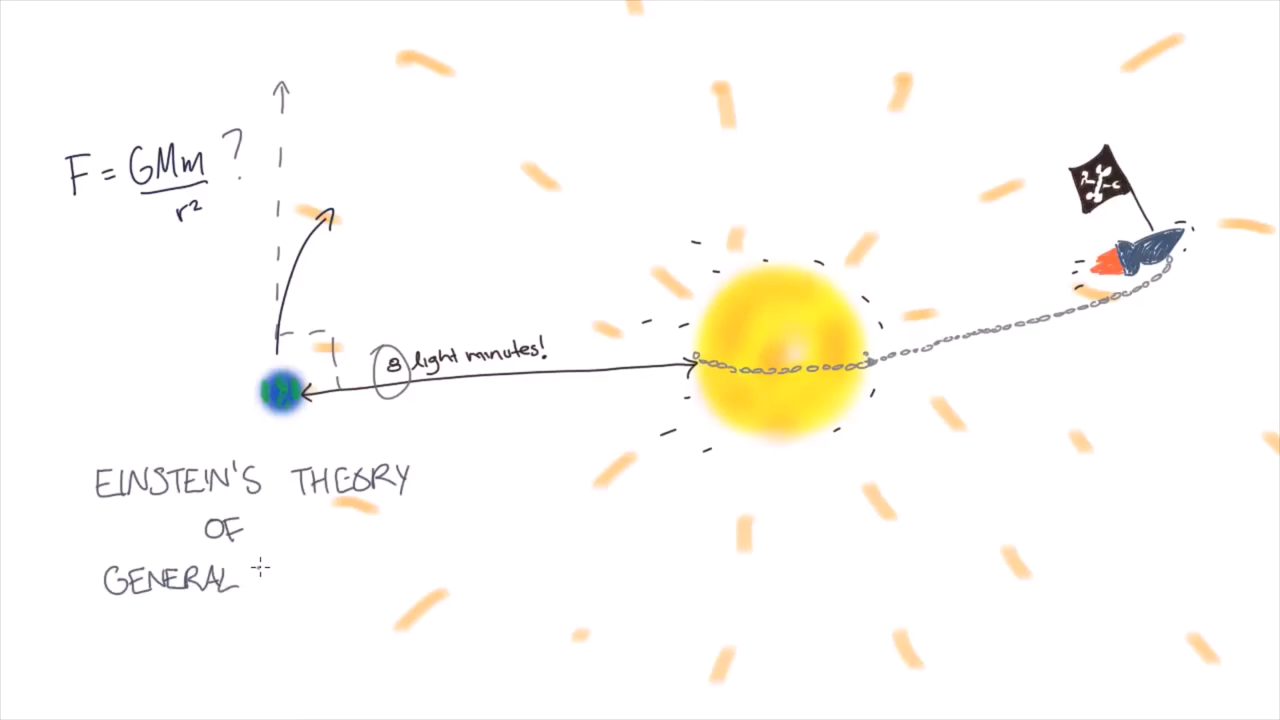 F = GMm ?
r²
8 light minutes!
EINSTEIN'S THEORY
OF
GENERAL